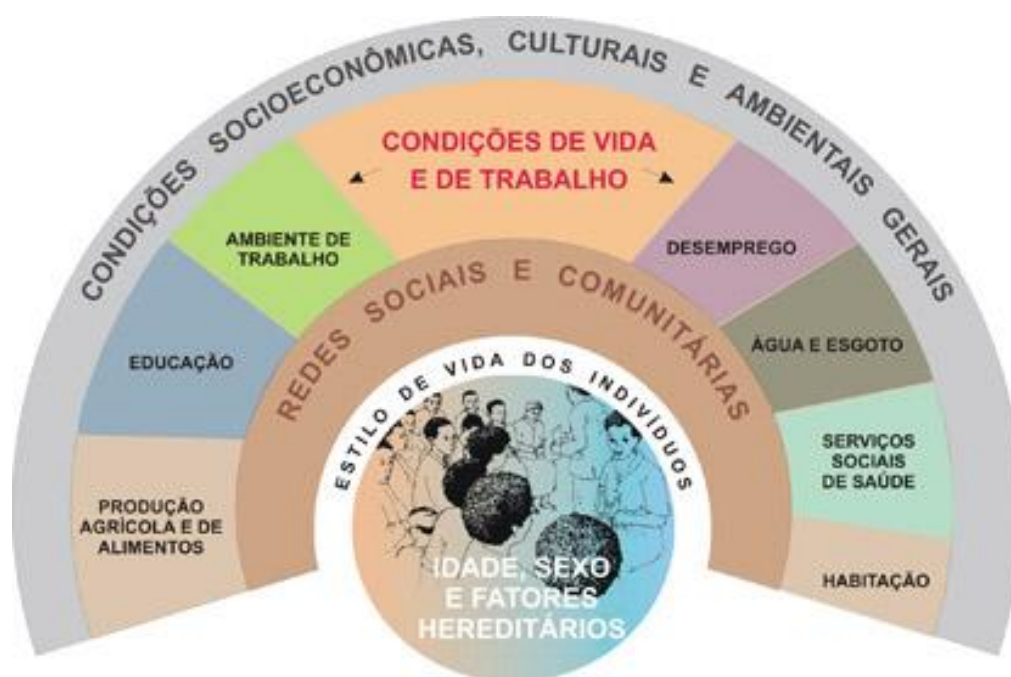 CONDIÇÕES SOCIOECONÔMICAS, CULTURAIS E AMBIENTAIS GERAIS
CONDIÇÕES DE VIDA
E DE TRABALHO
AMBIENTE DE
TRABALHO
DESEMPREGO
EDUCAÇÃO
ÀGUA E ESGOTO
PRODUÇÃO
AGRÍCOLA E DE
ALIMENTOS
SERVIÇOS
SOCIAIS
DE SAÚDE
HABITAÇÃO
REDES SOCIAIS E COMUNITÁRIAS
ESTILO DE VIDA DOS INDIVÍDUOS
IDADE, SEXO
E FATORES
HEREDITÁRIOS